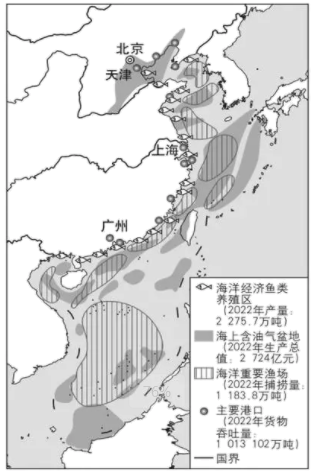 北京
天津
上海
广州
海洋经济鱼类
养殖区
(2022年产量:
2 275.7万吨)
海上含油气盆地
(2022年生产总
值: 2 724亿元)
海洋重要渔场
(2022年捕捞量:
1 183.8万吨)
主要港口
(2022年货物
吞吐量:
1 013 102万吨)
国界